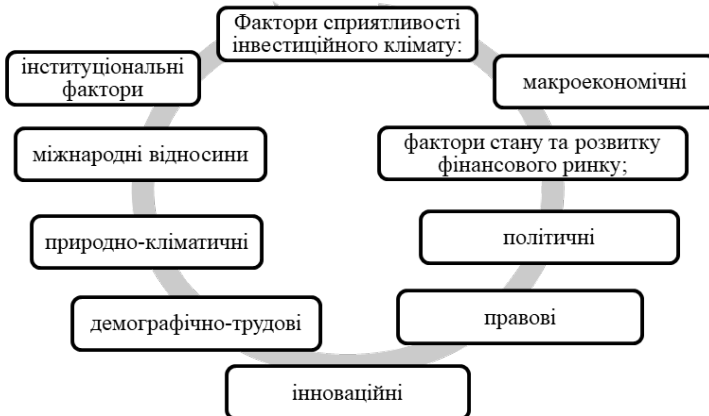 Фактори сприятливості
інвестиційного клімату:
макроекономічні
фактори стану та розвитку
фінансового ринку;
політичні
правові
інноваційні
демографічно-трудові
природно-кліматичні
міжнародні відносини
інституціональні
фактори